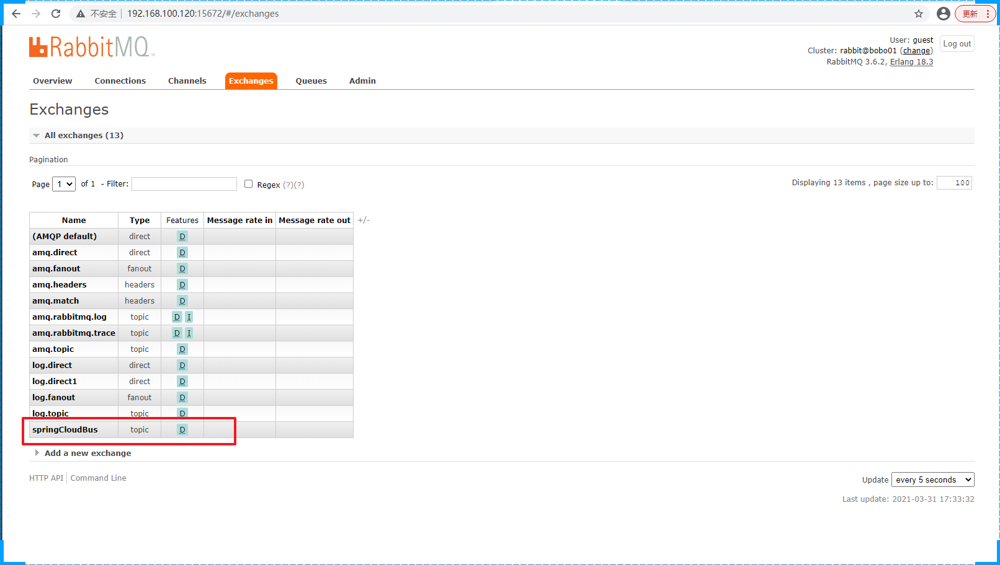 不安全 192.168.100.120:15672/#/exchanges 更新
RabbitMQ TM
User: guest Log out
Cluster: rabbit@bobo01 (change)
RabbitMQ 3.6.2, Erlang 18.3
Overview Connections Channels Exchanges Queues Admin
Exchanges
All exchanges (13)
Pagination
Page 1 of 1 - Filter: Regex (?)(?) Displaying 13 items , page size up to: 100
Name Type Features Message rate in Message rate out +/-
(AMQP default) direct D
amq.direct direct D
amq.fanout fanout D
amq.headers headers D
amq.match headers D
amq.rabbitmq.log topic D I
amq.rabbitmq.trace topic D I
amq.topic topic D
log.direct direct D
log.direct1 direct D
log.fanout fanout D
log.topic topic D
springCloudBus topic D
Add a new exchange
HTTP API Command Line
Update every 5 seconds
Last update: 2021-03-31 17:33:32